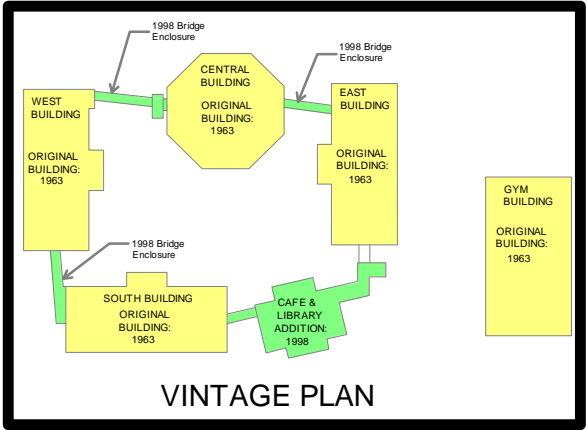 1998 Bridge
Enclosure
1998 Bridge
Enclosure
CENTRAL
BUILDING
ORIGINAL
BUILDING:
1963
WEST
BUILDING
ORIGINAL
BUILDING:
1963
EAST
BUILDING
ORIGINAL
BUILDING:
1963
GYM
BUILDING
ORIGINAL
BUILDING:
1963
1998 Bridge
Enclosure
SOUTH BUILDING
ORIGINAL
BUILDING:
1963
CAFE &
LIBRARY
ADDITION:
1998
VINTAGE PLAN